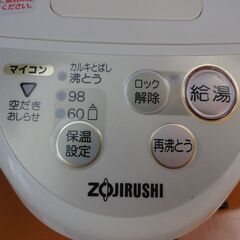 マイコン
空だき
おしらせ
カルキとばし
沸とう
98
60
保温
設定
ロック
解除
給湯
再沸とう
ZOJIRUSHI